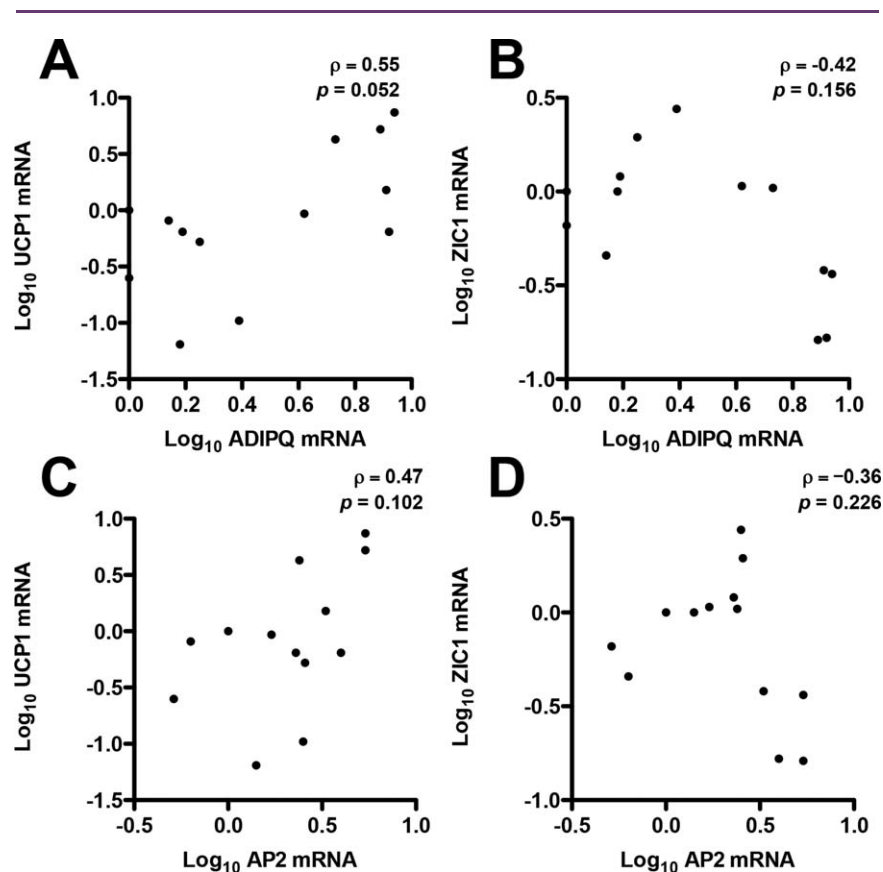 A
ρ = 0.55
p = 0.052
Log10 UCP1 mRNA
1.0
0.5
0.0
-0.5
-1.0
-1.5
0.0 0.2 0.4 0.6 0.8 1.0
Log10 ADIPQ mRNA
B
ρ = -0.42
p = 0.156
Log10 ZIC1 mRNA
0.5
0.0
-0.5
-1.0
0.0 0.2 0.4 0.6 0.8 1.0
Log10 ADIPQ mRNA
C
ρ = 0.47
p = 0.102
Log10 UCP1 mRNA
1.0
0.5
0.0
-0.5
-1.0
-1.5
-0.5 0.0 0.5 1.0
Log10 AP2 mRNA
D
ρ = −0.36
p = 0.226
Log10 ZIC1 mRNA
0.5
0.0
-0.5
-1.0
-0.5 0.0 0.5 1.0
Log10 AP2 mRNA